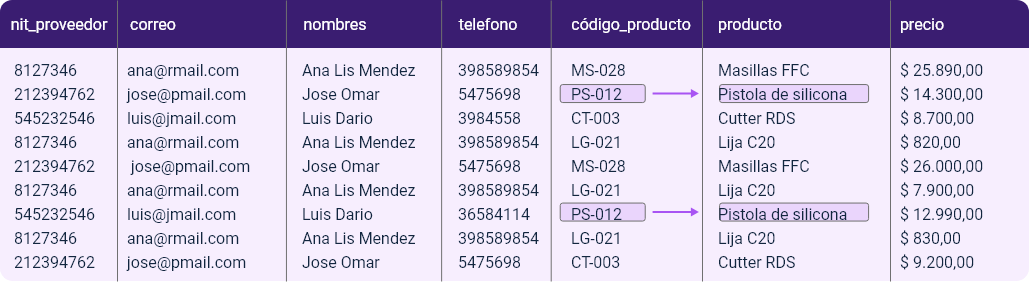 nit_proveedor correo nombres telefono código_producto producto precio
8127346 ana@rmail.com Ana Lis Mendez 398589854 MS-028 Masillas FFC $ 25.890,00
212394762 jose@pmail.com Jose Omar 5475698 PS-012 Pistola de silicona $ 14.300,00
545232546 luis@jmail.com Luis Dario 3984558 CT-003 Cutter RDS $ 8.700,00
8127346 ana@rmail.com Ana Lis Mendez 398589854 LG-021 Lija C20 $ 820,00
212394762 jose@pmail.com Jose Omar 5475698 MS-028 Masillas FFC $ 26.000,00
8127346 ana@rmail.com Ana Lis Mendez 398589854 LG-021 Lija C20 $ 7.900,00
545232546 luis@jmail.com Luis Dario 36584114 PS-012 Pistola de silicona $ 12.990,00
8127346 ana@rmail.com Ana Lis Mendez 398589854 LG-021 Lija C20 $ 830,00
212394762 jose@pmail.com Jose Omar 5475698 CT-003 Cutter RDS $ 9.200,00